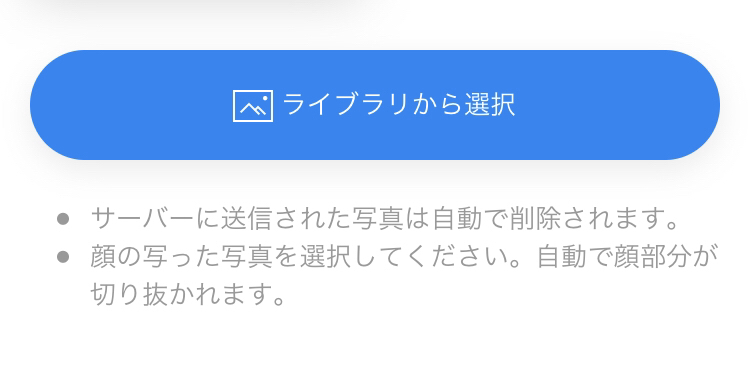 ライブラリから選択
● サーバーに送信された写真は自動で削除されます。
● 顔の写った写真を選択してください。自動で顔部分が
切り抜かれます。